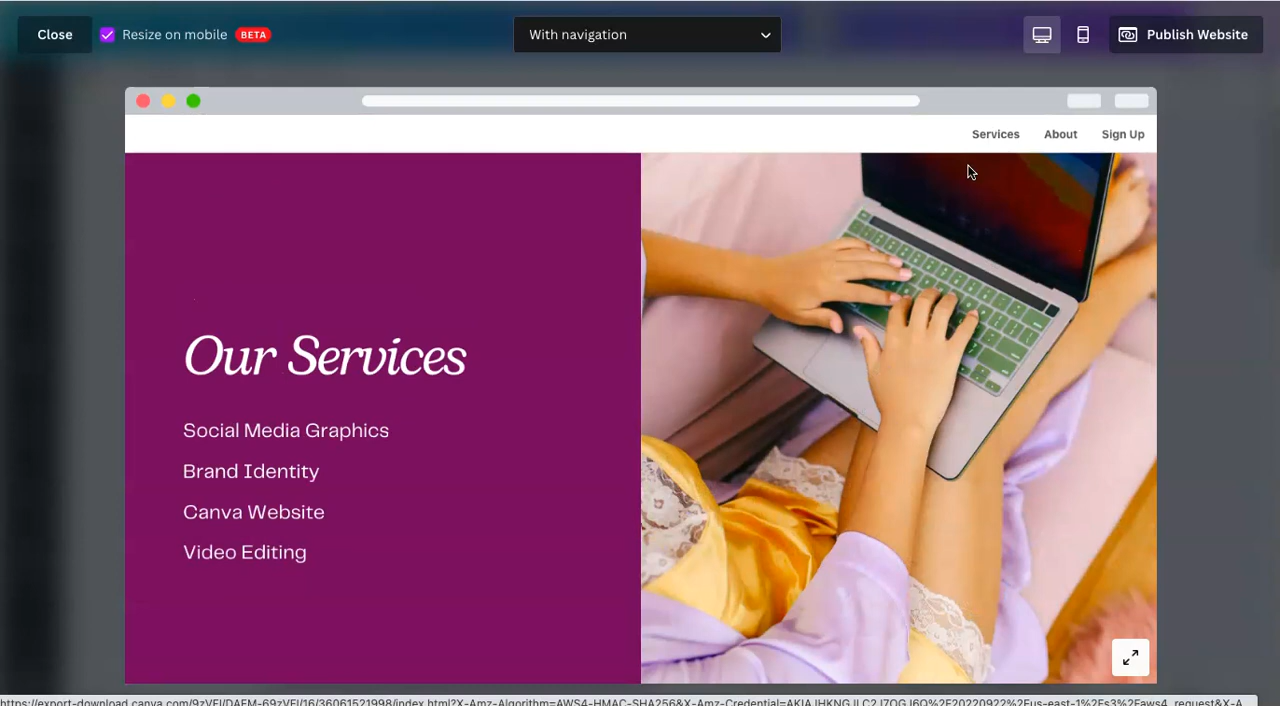 Close
Resize on mobile BETA
With navigation
Publish Website
Services About Sign Up
Our Services
Social Media Graphics
Brand Identity
Canva Website
Video Editing